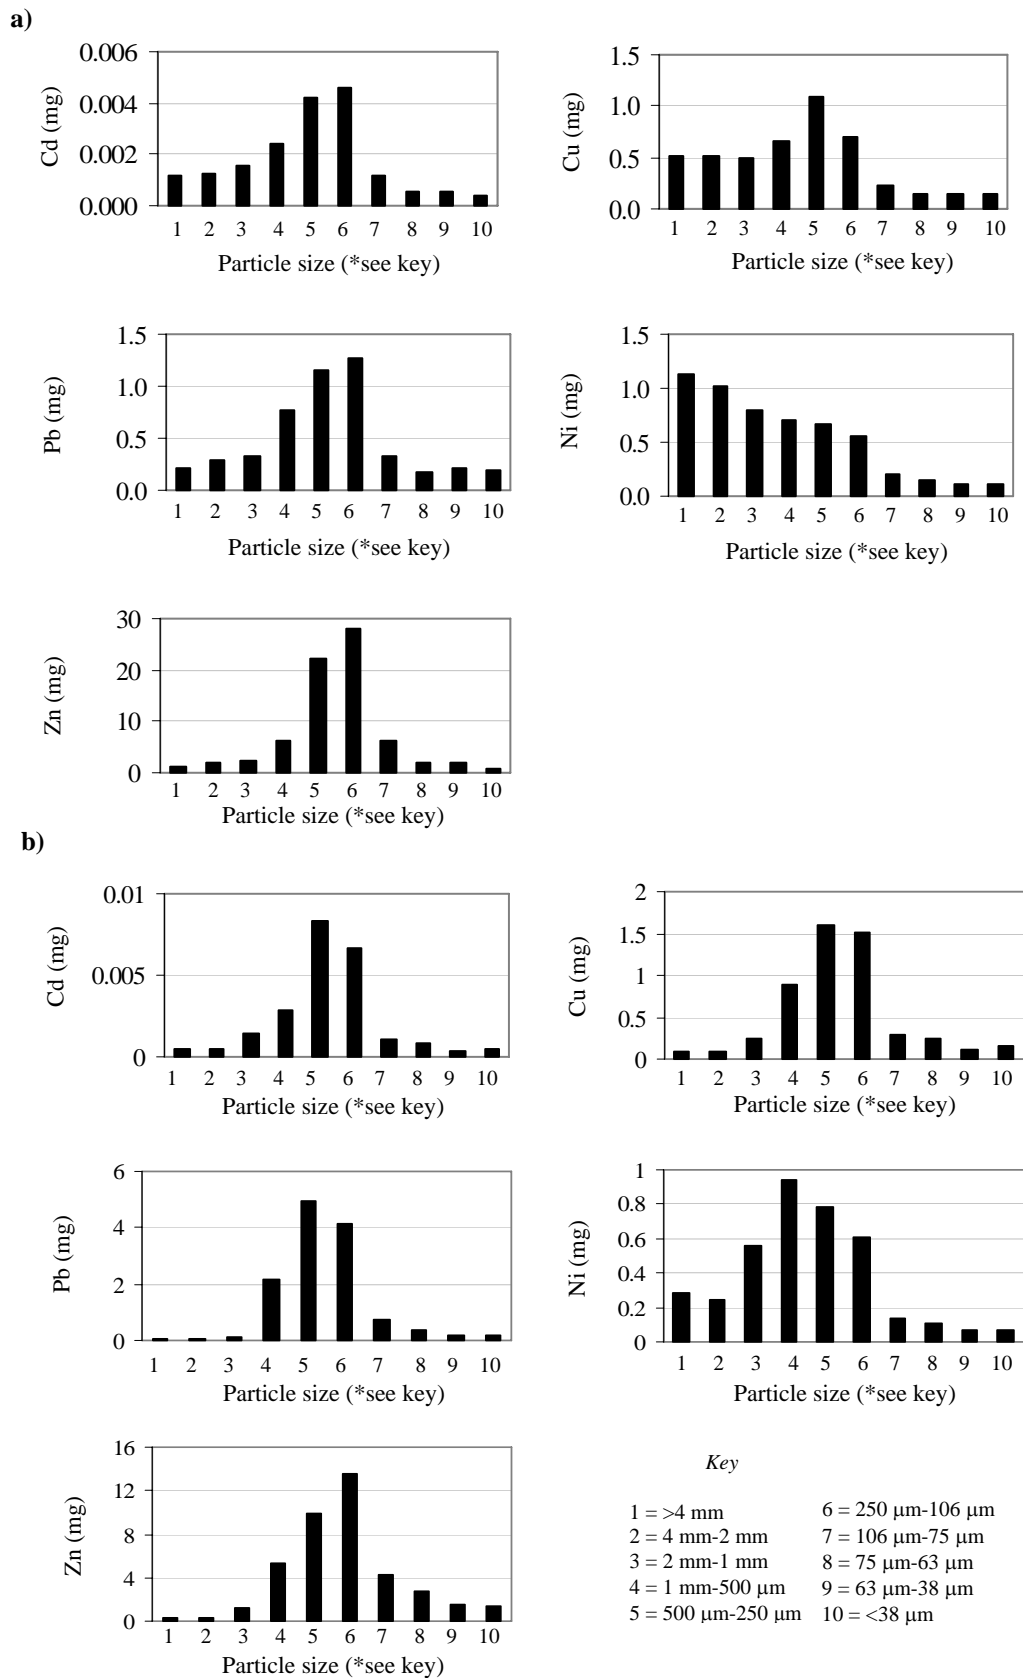 a)
0.006
0.004
0.002
0.000
Cd (mg)
1 2 3 4 5 6 7 8 9 10
Particle size (*see key)
1.5
1.0
0.5
0.0
Cu (mg)
1 2 3 4 5 6 7 8 9 10
Particle size (*see key)
1.5
1.0
0.5
0.0
Pb (mg)
1 2 3 4 5 6 7 8 9 10
Particle size (*see key)
1.5
1.0
0.5
0.0
Ni (mg)
1 2 3 4 5 6 7 8 9 10
Particle size (*see key)
30
20
10
0
Zn (mg)
1 2 3 4 5 6 7 8 9 10
Particle size (*see key)
b)
0.01
0.005
0
Cd (mg)
1 2 3 4 5 6 7 8 9 10
Particle size (*see key)
2
1.5
1
0.5
0
Cu (mg)
1 2 3 4 5 6 7 8 9 10
Particle size (*see key)
6
4
2
0
Pb (mg)
1 2 3 4 5 6 7 8 9 10
Particle size (*see key)
1
0.8
0.6
0.4
0.2
0
Ni (mg)
1 2 3 4 5 6 7 8 9 10
Particle size (*see key)
16
12
8
4
0
Zn (mg)
1 2 3 4 5 6 7 8 9 10
Particle size (*see key)
Key
1 = >4 mm
2 = 4 mm-2 mm
3 = 2 mm-1 mm
4 = 1 mm-500 μm
5 = 500 μm-250 μm
6 = 250 μm-106 μm
7 = 106 μm-75 μm
8 = 75 μm-63 μm
9 = 63 μm-38 μm
10 = <38 μm